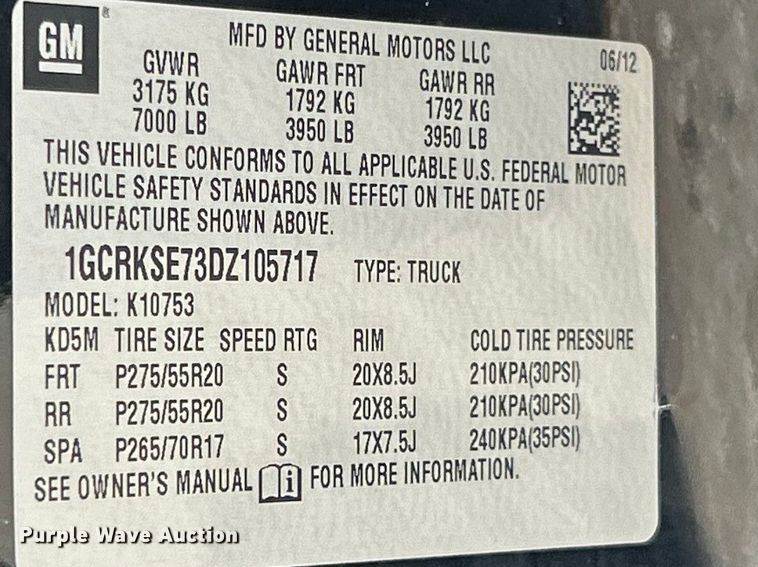 GM
MFD BY GENERAL MOTORS LLC
06/12
GVWR GAWR FRT GAWR RR
3175 KG 1792 KG 1792 KG
7000 LB 3950 LB 3950 LB
THIS VEHICLE CONFORMS TO ALL APPLICABLE U.S. FEDERAL MOTOR
VEHICLE SAFETY STANDARDS IN EFFECT ON THE DATE OF
MANUFACTURE SHOWN ABOVE.
1GCRKSE73DZ105717 TYPE: TRUCK
MODEL: K10753
KD5M TIRE SIZE SPEED RTG RIM COLD TIRE PRESSURE
FRT P275/55R20 S 20X8.5J 210KPA(30PSI)
RR P275/55R20 S 20X8.5J 210KPA(30PSI)
SPA P265/70R17 S 17X7.5J 240KPA(35PSI)
SEE OWNER'S MANUAL i FOR MORE INFORMATION.
Purple Wave Auction